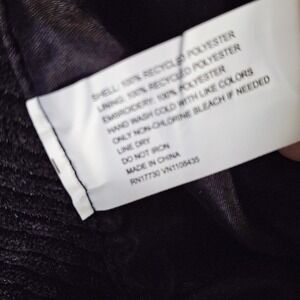 SHELL: 100% RECYCLED POLYESTER
LINING: 100% RECYCLED POLYESTER
EMBROIDERY: 100% POLYESTER
HAND WASH COLD WITH LIKE COLORS
ONLY NON-CHLORINE BLEACH IF NEEDED
LINE DRY
DO NOT IRON
MADE IN CHINA
RN17730 VN1108435